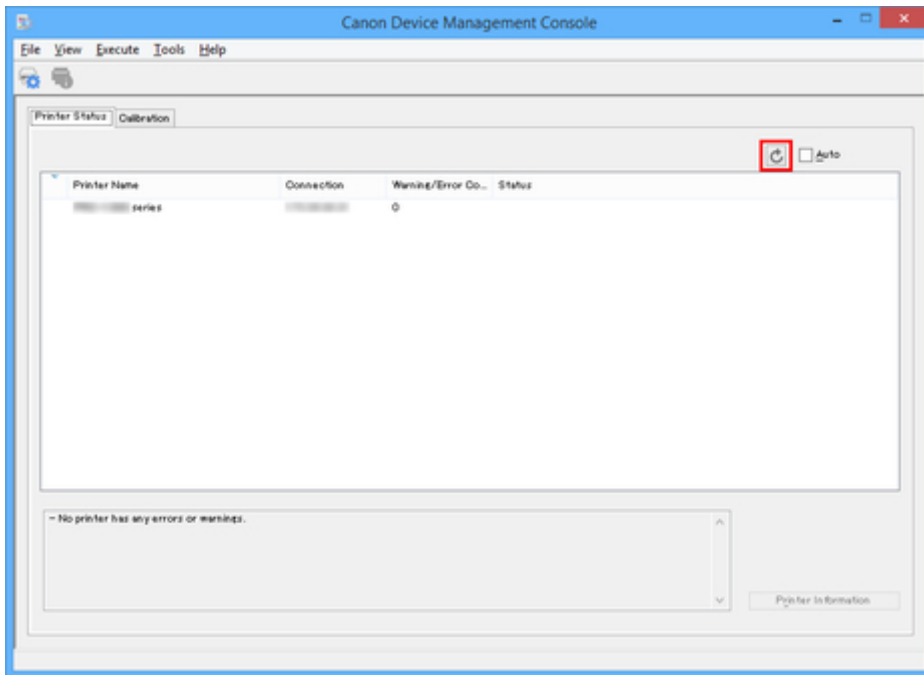 Canon Device Management Console
File View Execute Tools Help
Printer Status Calibration
Auto
Printer Name Connection Warning/Error Co... Status
series 0
- No printer has any errors or warnings.
Printer Information